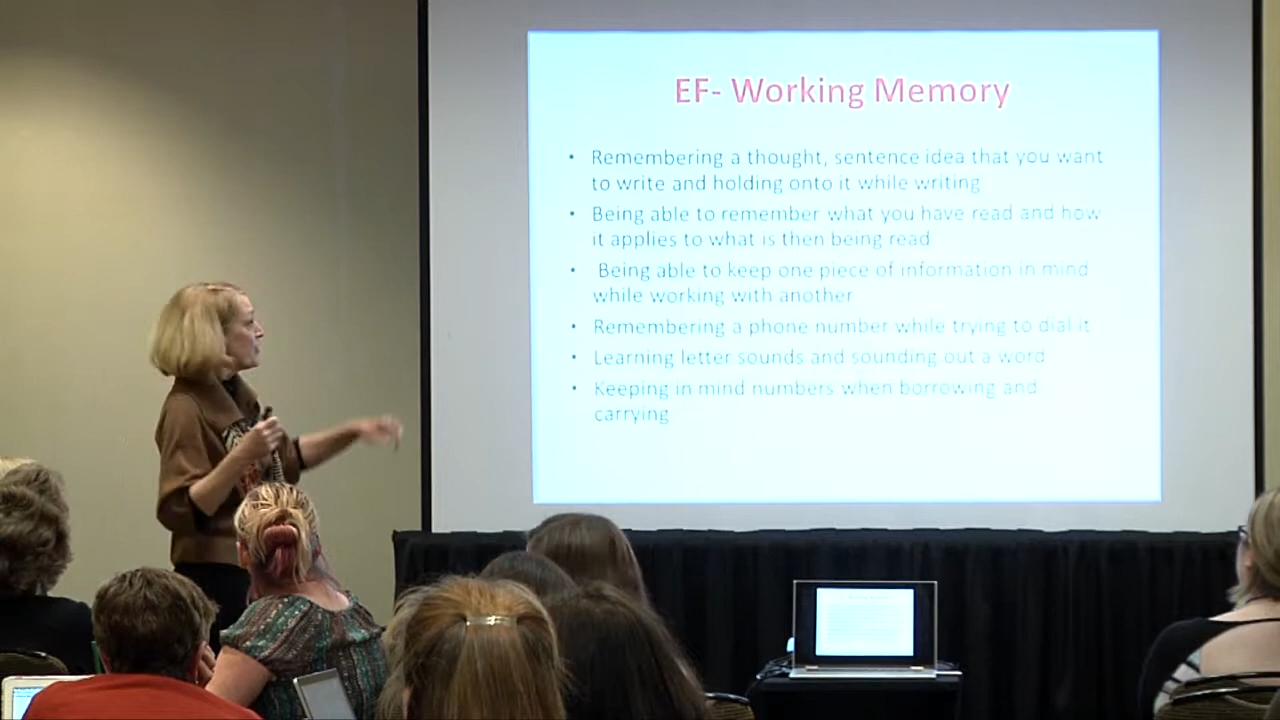 EF- Working Memory
• Remembering a thought, sentence idea that you want
to write and holding onto it while writing
• Being able to remember what you have read and how
it applies to what is then being read
• Being able to keep one piece of information in mind
while working with another
• Remembering a phone number while trying to dial it
• Learning letter sounds and sounding out a word
• Keeping in mind numbers when borrowing and
carrying